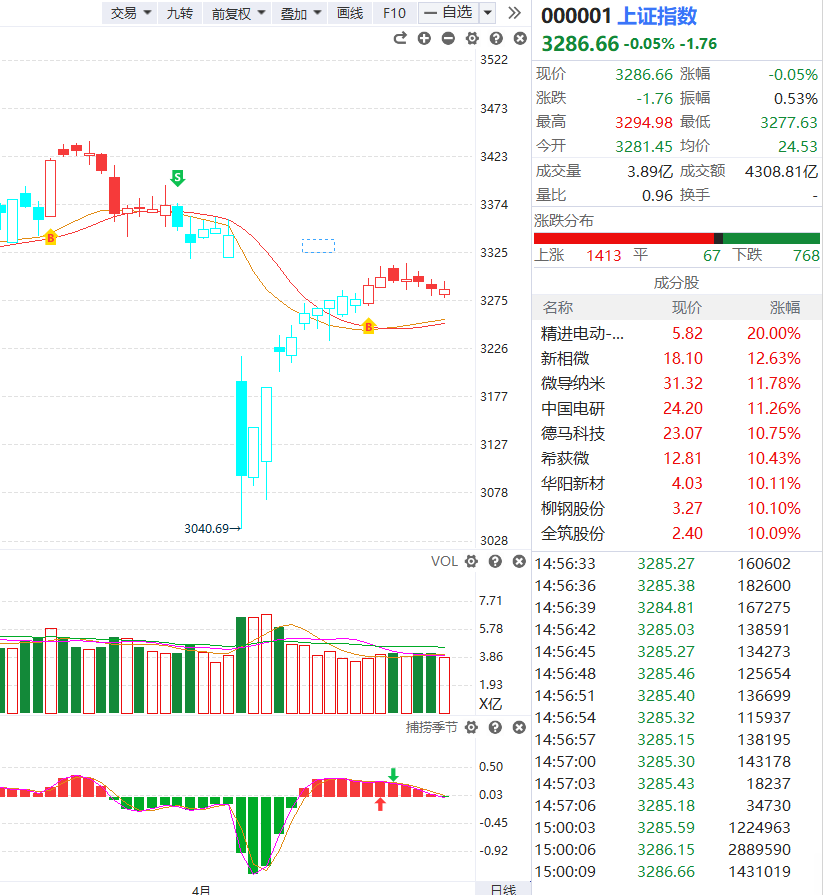 交易 九转 前复权 叠加 画线 F10 一 自选
3522
3473
3423
3374
3325
3275
3226
3177
3127
3078
3028
B
S
B
3040.69→
VOL
7.71
5.78
3.86
1.93
X亿
捕捞季节
0.50
0.03
-0.45
-0.92
4月
日线
000001 上证指数
3286.66 -0.05% -1.76
现价 3286.66 涨幅 -0.05%
涨跌 -1.76 振幅 0.53%
最高 3294.98 最低 3277.63
今开 3281.45 均价 24.53
成交量 3.89亿 成交额 4308.81亿
量比 0.96 换手 -
涨跌分布
上涨 1413 平 67 下跌 768
成分股
名称 现价 涨幅
精进电动-... 5.82 20.00%
新相微 18.10 12.63%
微导纳米 31.32 11.78%
中国电研 24.20 11.26%
德马科技 23.07 10.75%
希荻微 12.81 10.43%
华阳新材 4.03 10.11%
柳钢股份 3.27 10.10%
全筑股份 2.40 10.09%
14:56:33 3285.27 160602
14:56:36 3285.38 182600
14:56:39 3284.81 167275
14:56:42 3285.03 138591
14:56:45 3285.27 134273
14:56:48 3285.46 125654
14:56:51 3285.40 136699
14:56:54 3285.32 115937
14:56:57 3285.15 138195
14:57:00 3285.30 143178
14:57:03 3285.43 18237
14:57:06 3285.18 34730
15:00:03 3285.59 1224963
15:00:06 3286.15 2889590
15:00:09 3286.66 1431019